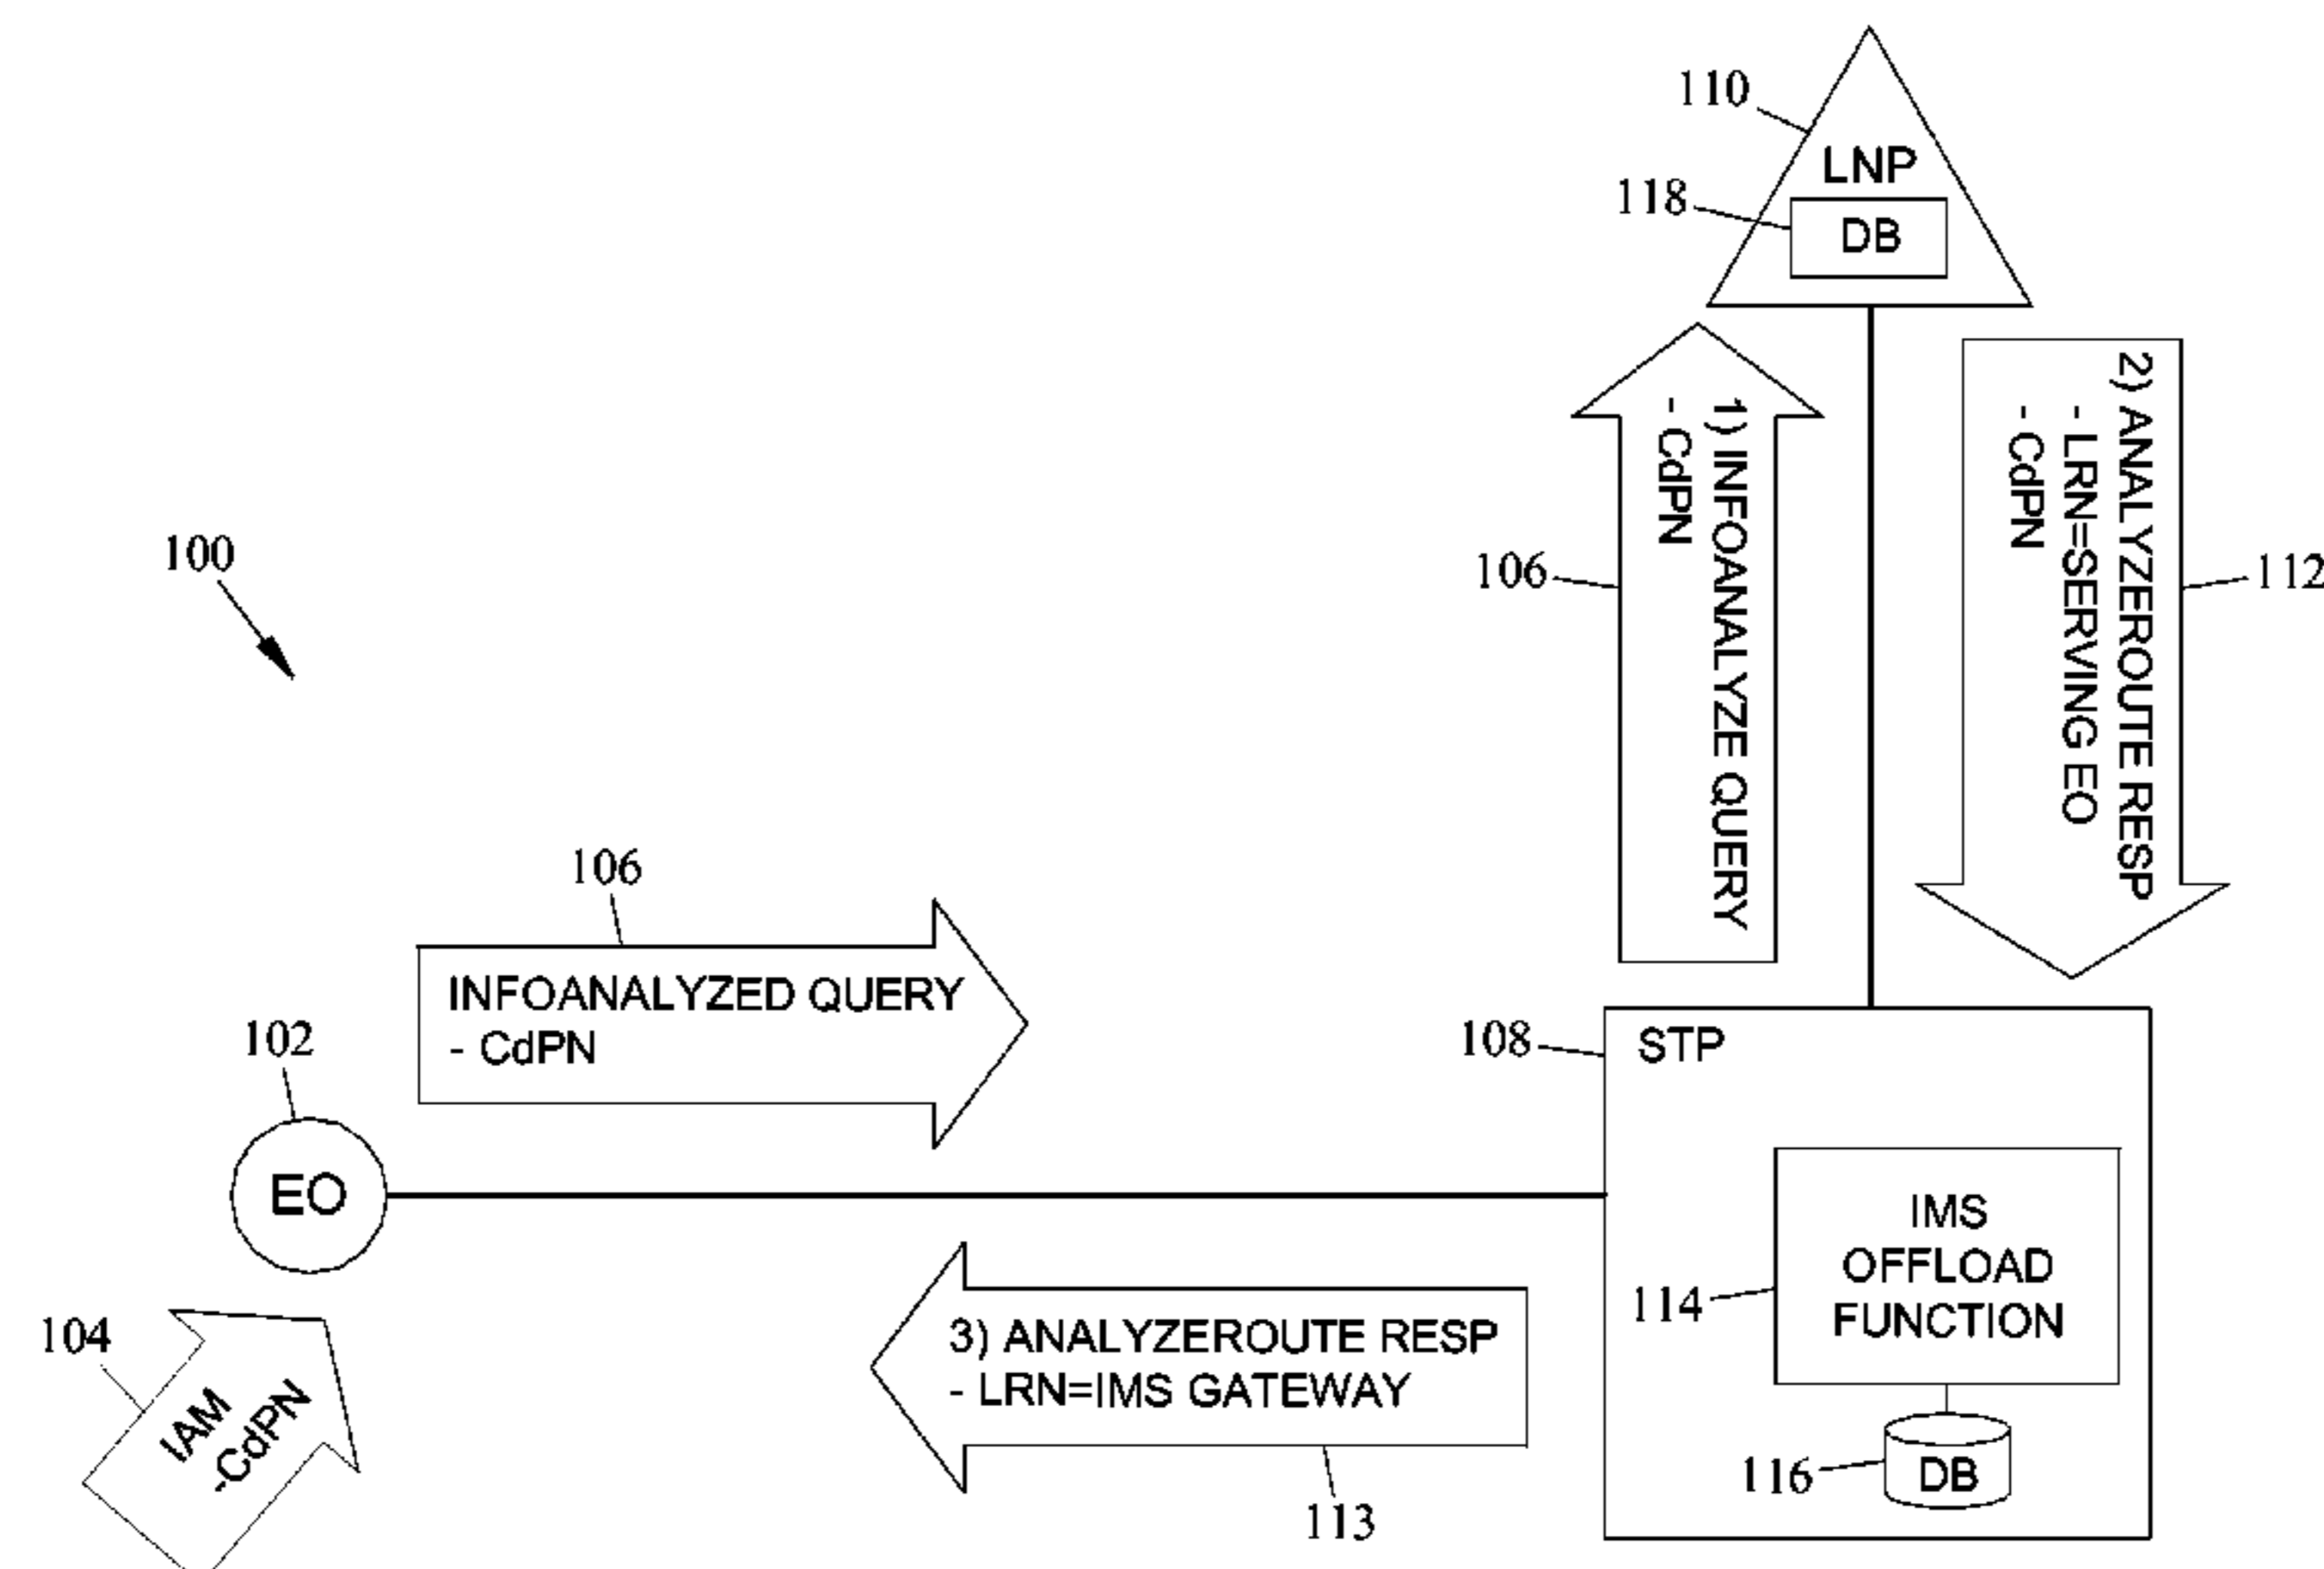 110
LNP
118
DB
100
106
1) INFOANALYZE QUERY
- CdPN
2) ANALYZEROUTE RESP
- LRN=SERVING EO
- CdPN
112
106
INFOANALYZED QUERY
- CdPN
102
EO
108
STP
IMS
OFFLOAD
FUNCTION
114
104
IAM
-CdPN
3) ANALYZEROUTE RESP
- LRN=IMS GATEWAY
113
116
DB